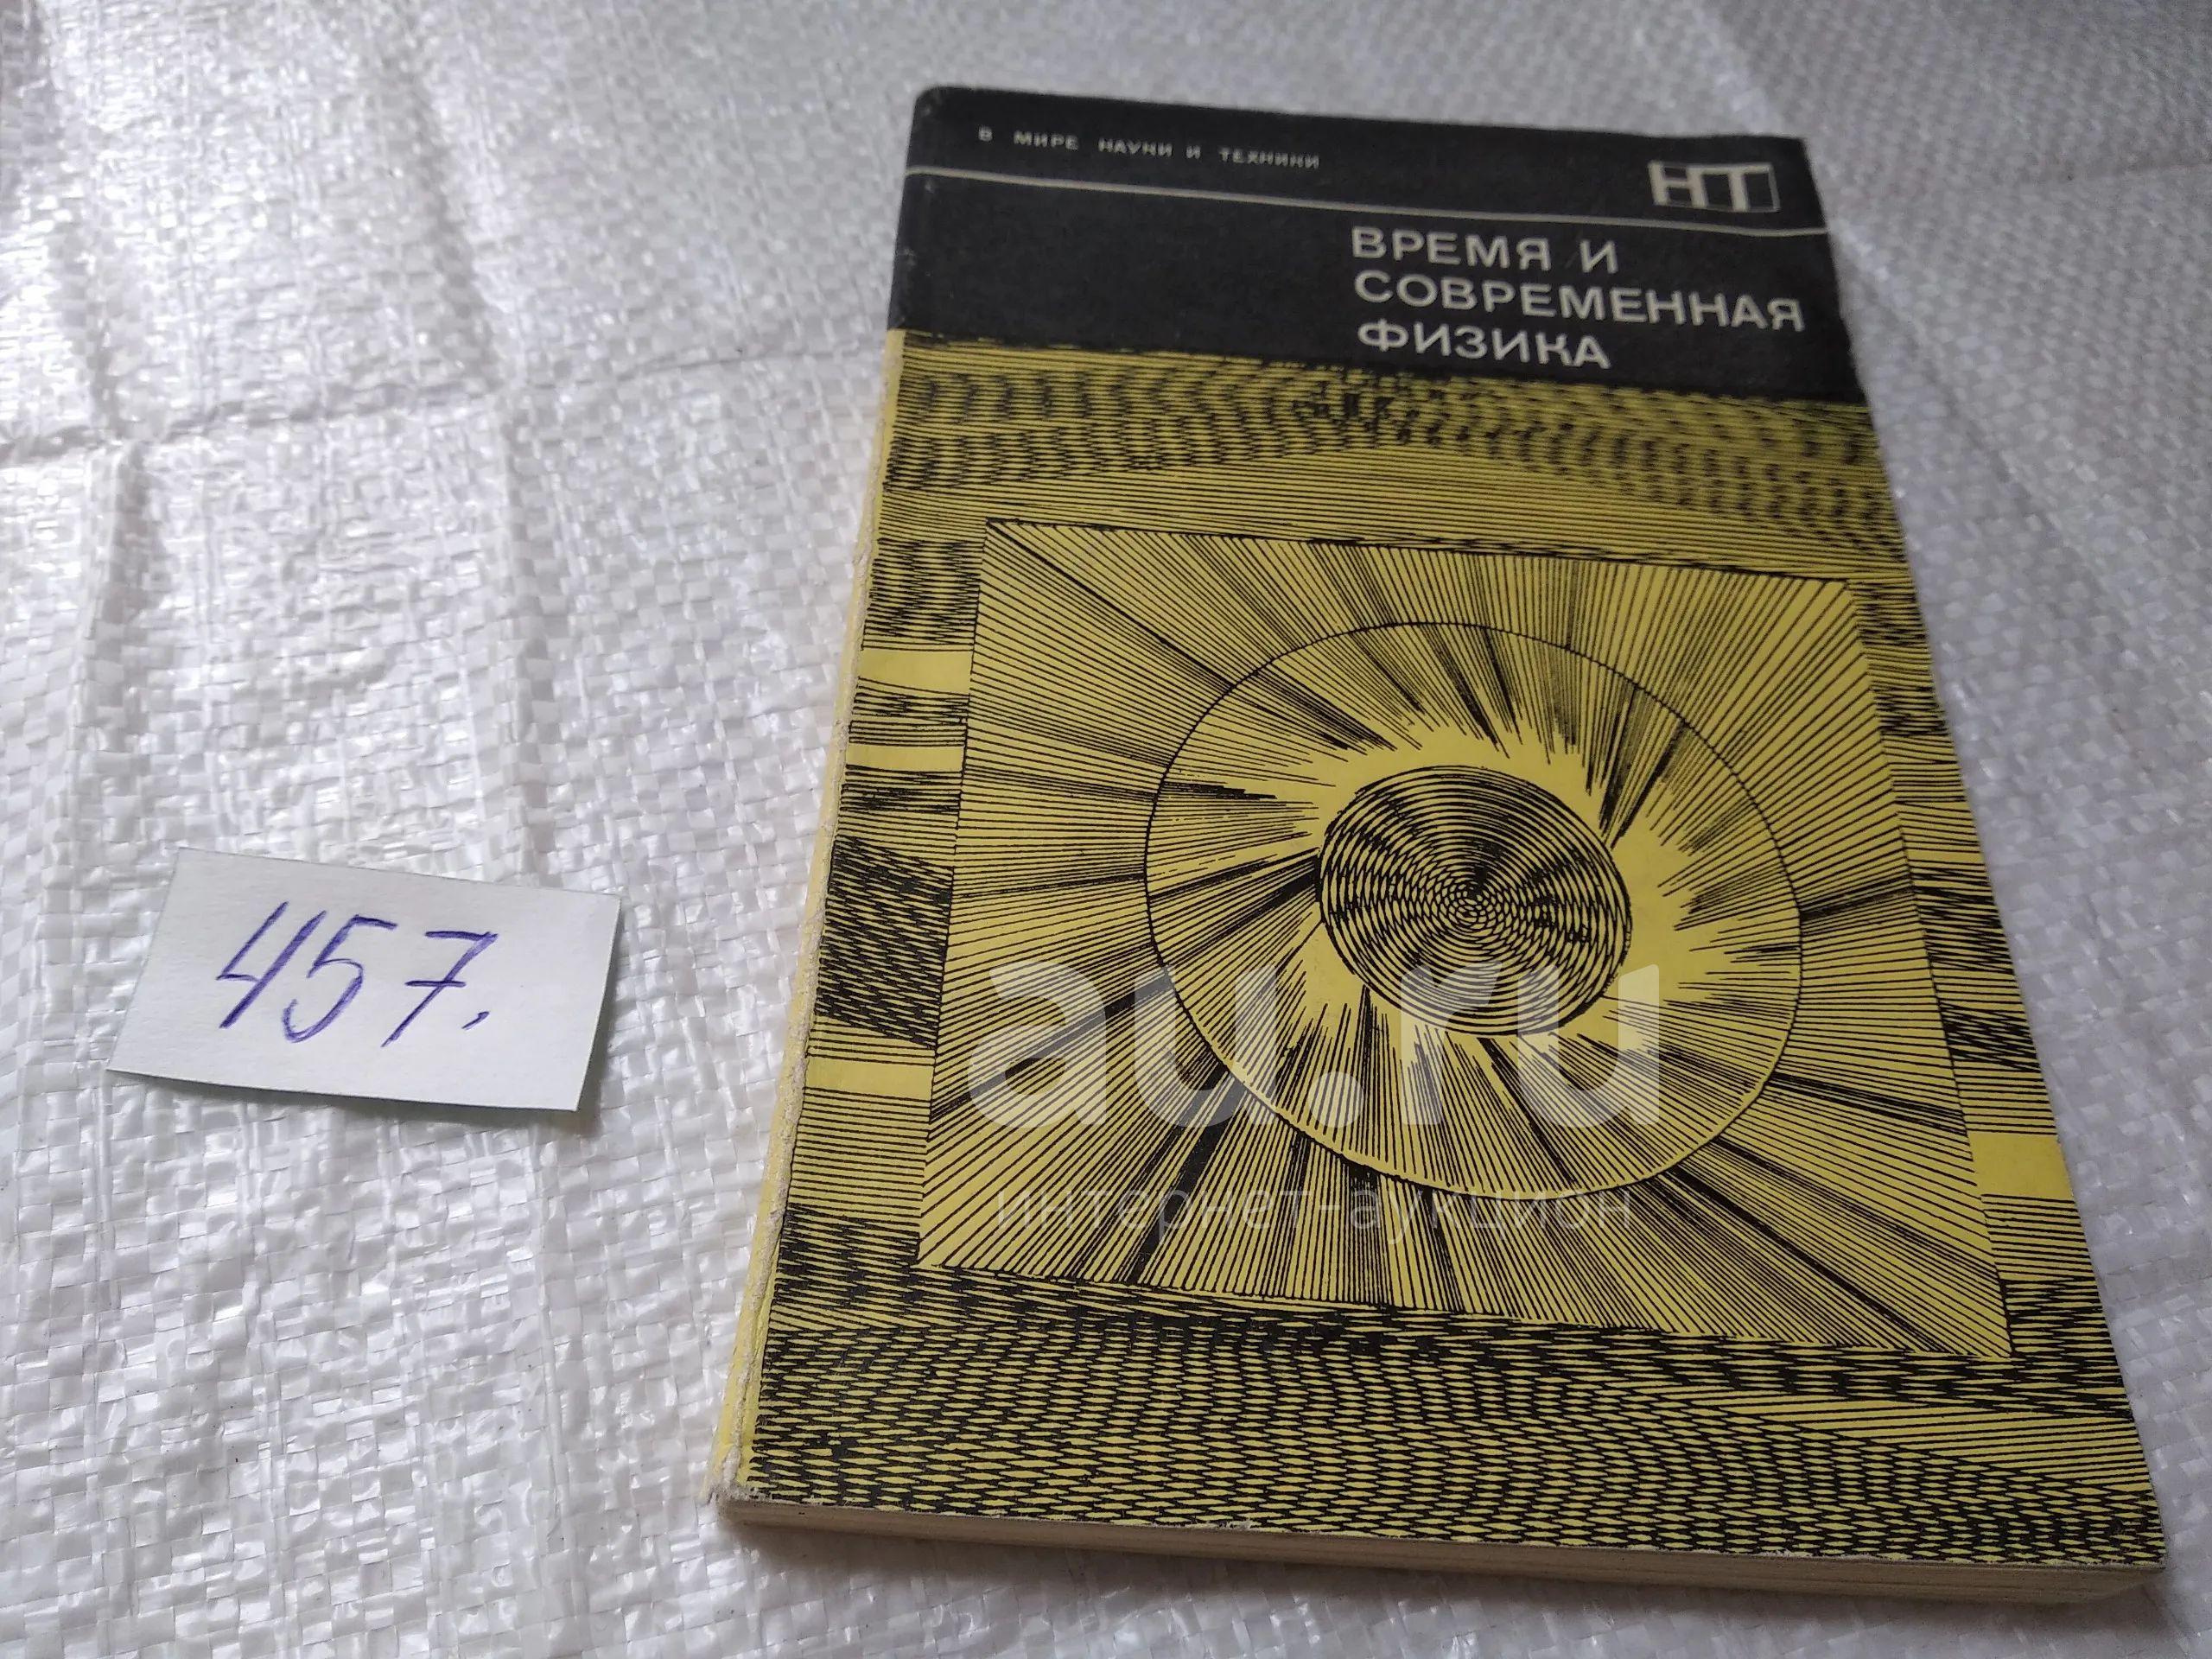 В МИРЕ НАУКИ И ТЕХНИКИ
НТ
ВРЕМЯ И
СОВРЕМЕННАЯ
ФИЗИКА
457.
au.ru
интернет-аукцион